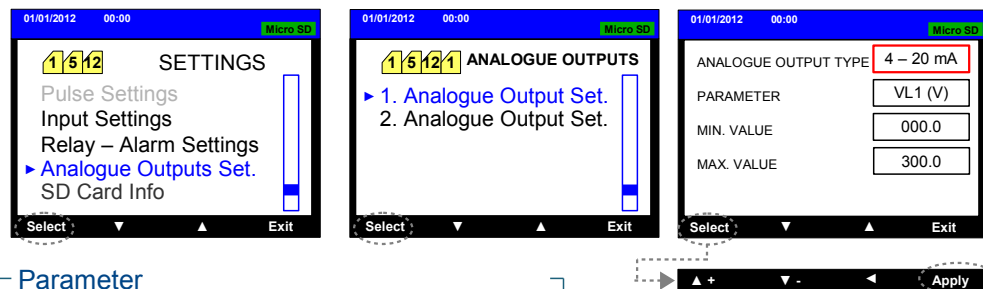 01/01/2012 00:00
Micro SD
1 5 12 SETTINGS
Pulse Settings
Input Settings
Relay – Alarm Settings
► Analogue Outputs Set.
SD Card Info
Select ▼ ▲ Exit
01/01/2012 00:00
Micro SD
1 5 12 1 ANALOGUE OUTPUTS
► 1. Analogue Output Set.
2. Analogue Output Set.
Select ▼ ▲ Exit
01/01/2012 00:00
Micro SD
ANALOGUE OUTPUT TYPE 4 – 20 mA
PARAMETER VL1 (V)
MIN. VALUE 000.0
MAX. VALUE 300.0
Select ▼ ▲ Exit
▲ + ▼ - ◄ Apply
Parameter